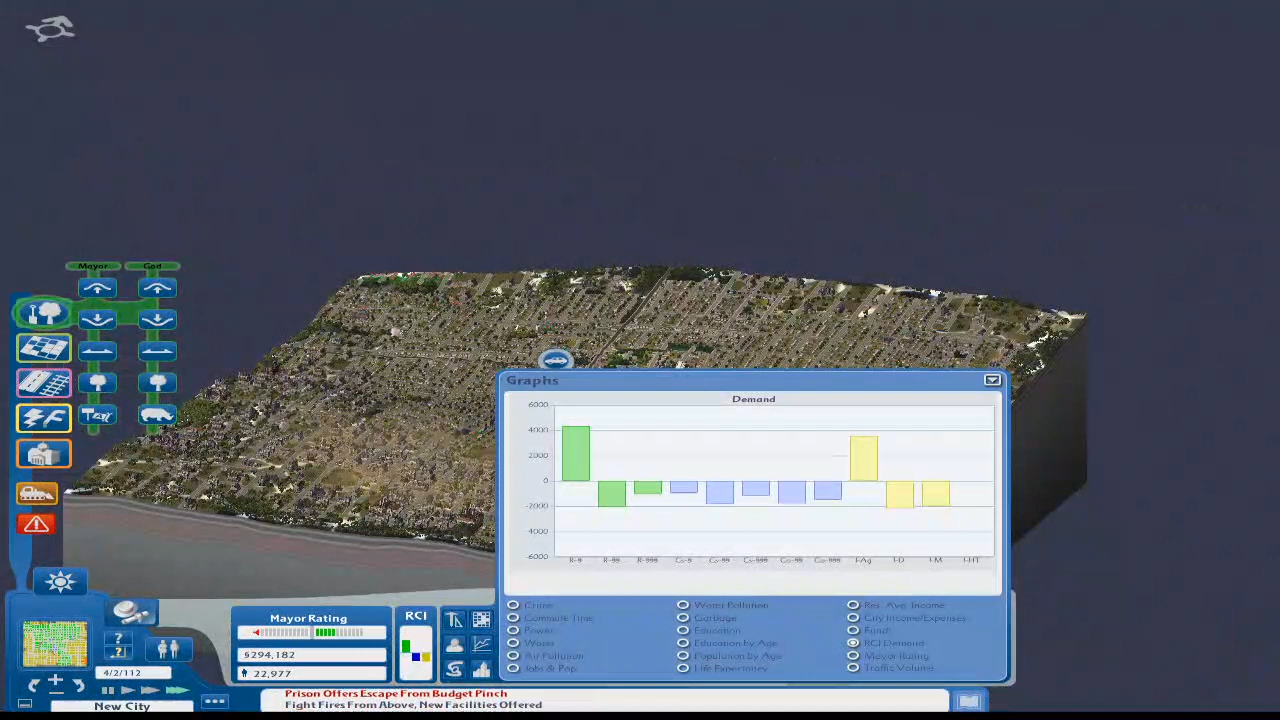 Mayor God
Graphs
Demand
6000
4000
2000
0
-2000
4000
-6000
R-§ R-§§ R-§§§ Cs-§ Cs-§§ Cs-§§§ Co-§§ Co-§§§ I-Ag I-D I-M I-HT
Crime Water Pollution Res. Avg. Income
Commute Time Garbage City Income/Expenses
Power Education Funds
Water Education by Age RCI Demand
Air Pollution Population by Age Mayor Rating
Jobs & Pop. Life Expectancy Traffic Volume
Mayor Rating
RCI
§294,182
22,977
4/2/112
New City
Prison Offers Escape From Budget Pinch
Fight Fires From Above, New Facilities Offered